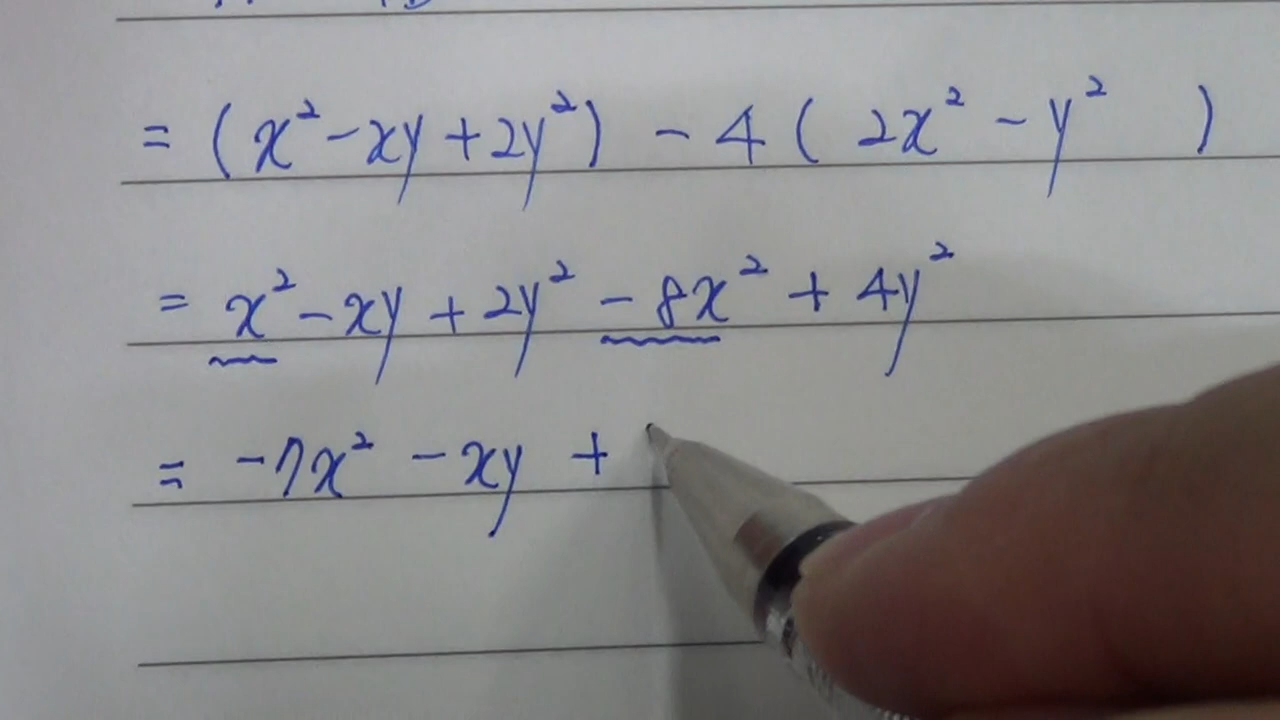 = (x² - xy + 2y²) - 4 ( 2x² - y² )
= x² - xy + 2y² - 8x² + 4y²
= -7x² - xy +